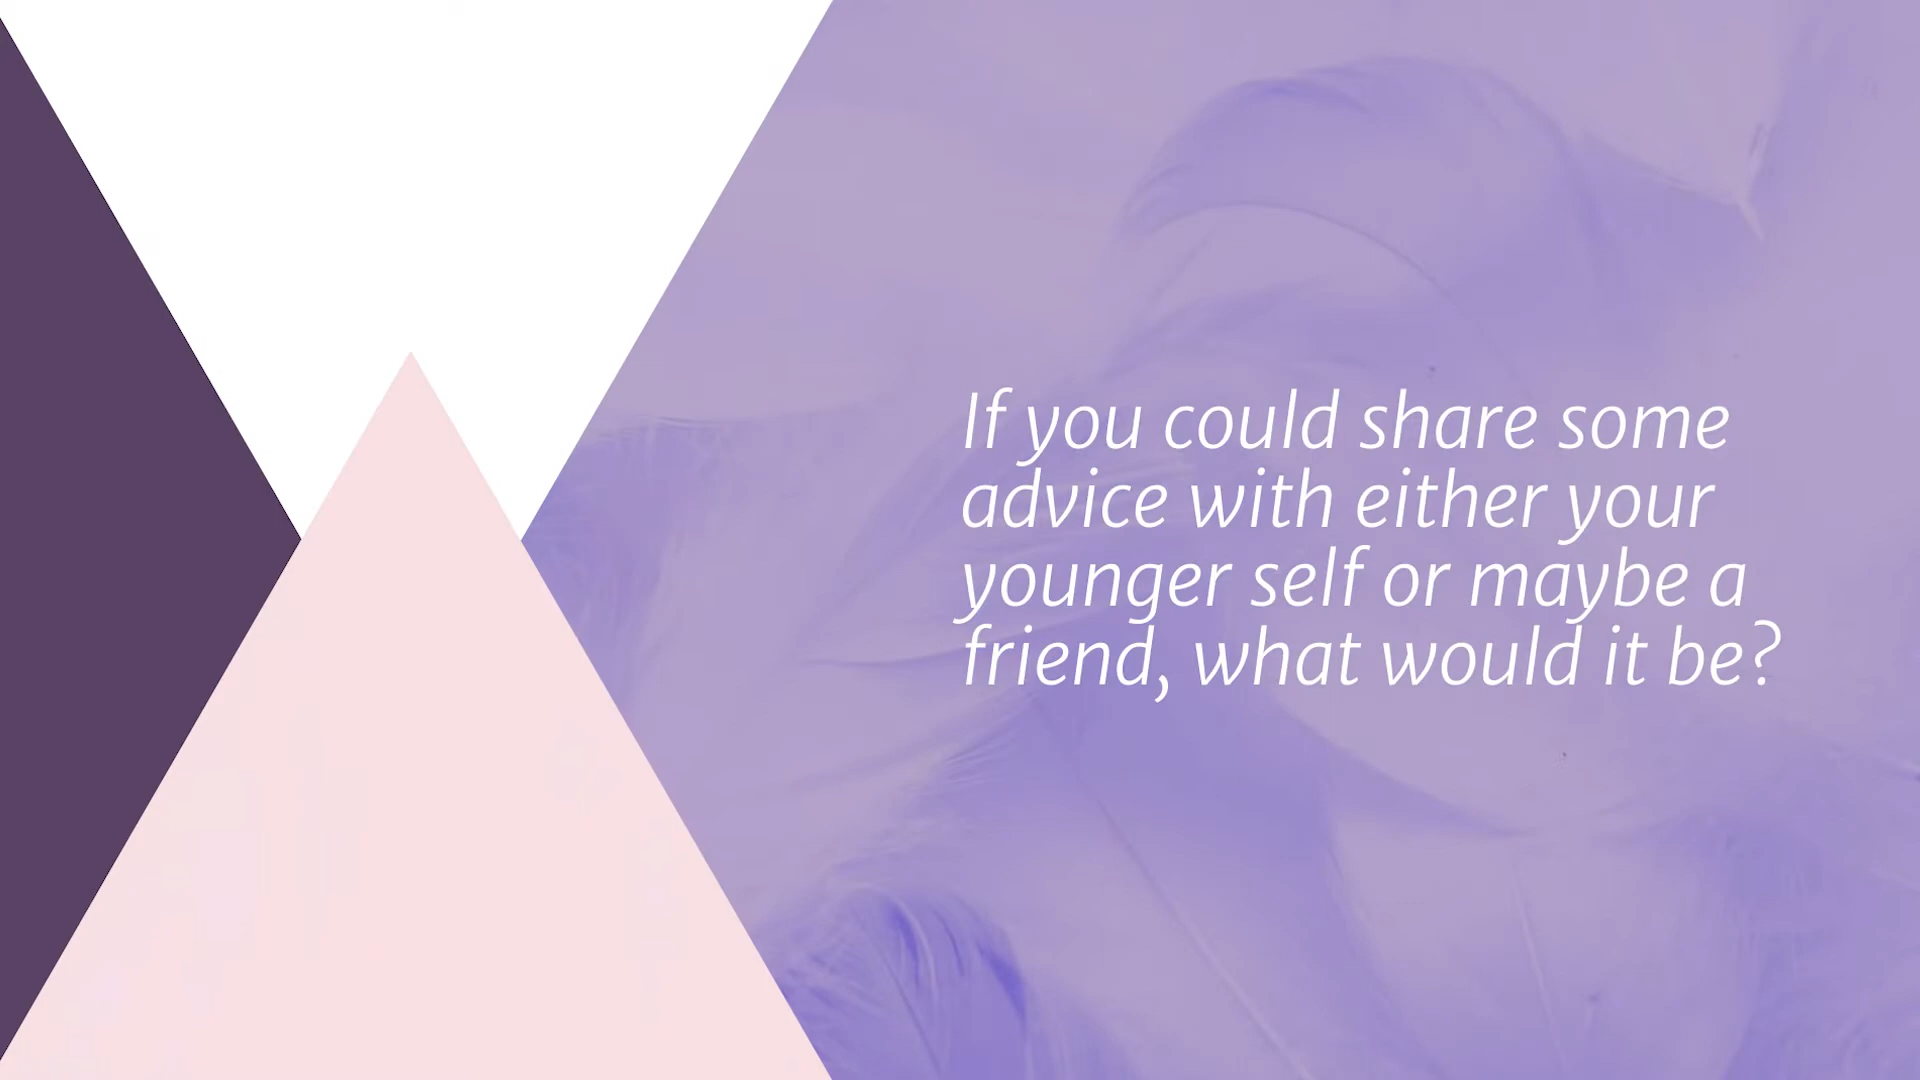 If you could share some
advice with either your
younger self or maybe a
friend, what would it be?